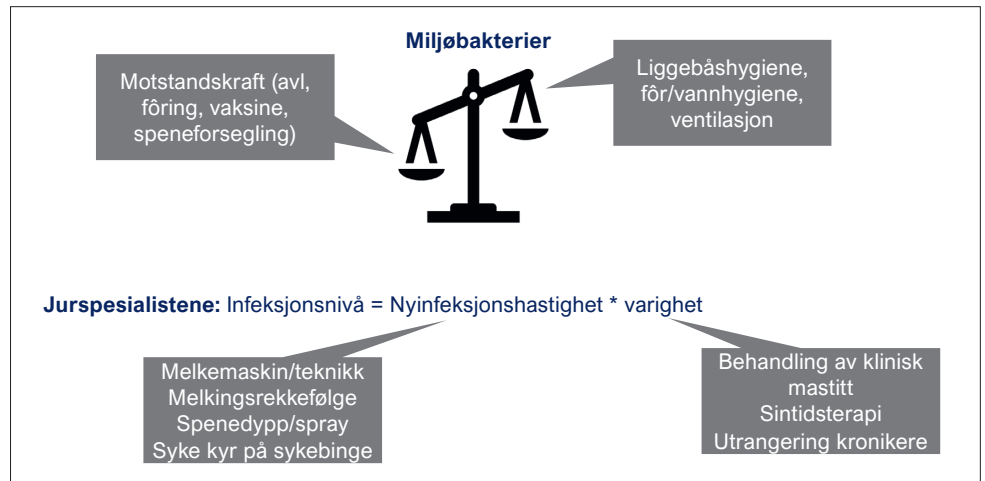 Miljøbakterier
Motstandskraft (avl,
fôring, vaksine,
speneforsegling)
Liggebåshygiene,
fôr/vannhygiene,
ventilasjon
Jurspesialistene: Infeksjonsnivå = Nyinfeksjonshastighet * varighet
Melkemaskin/teknikk
Melkingsrekkefølge
Spenedypp/spray
Syke kyr på sykebinge
Behandling av klinisk
mastitt
Sintidsterapi
Utrangering kronikere